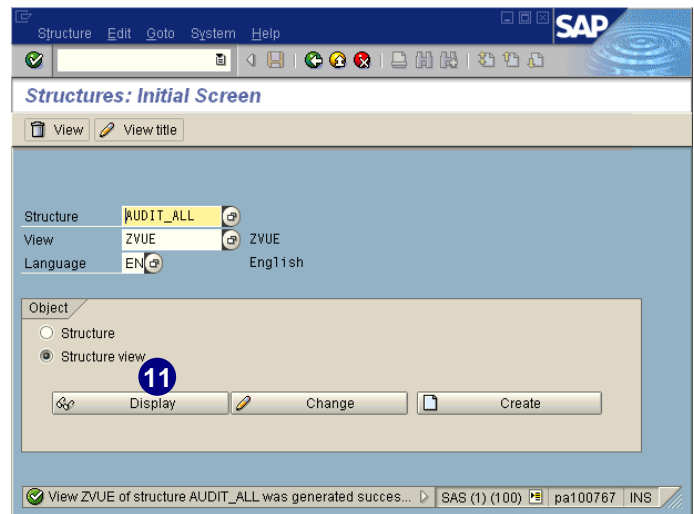 Structure Edit Goto System Help
SAP
Structures: Initial Screen
View View title
Structure AUDIT_ALL
View ZVUE ZVUE
Language EN English
Object
Structure
Structure view
11
Display Change Create
View ZVUE of structure AUDIT_ALL was generated succes... SAS (1) (100) pa100767 INS